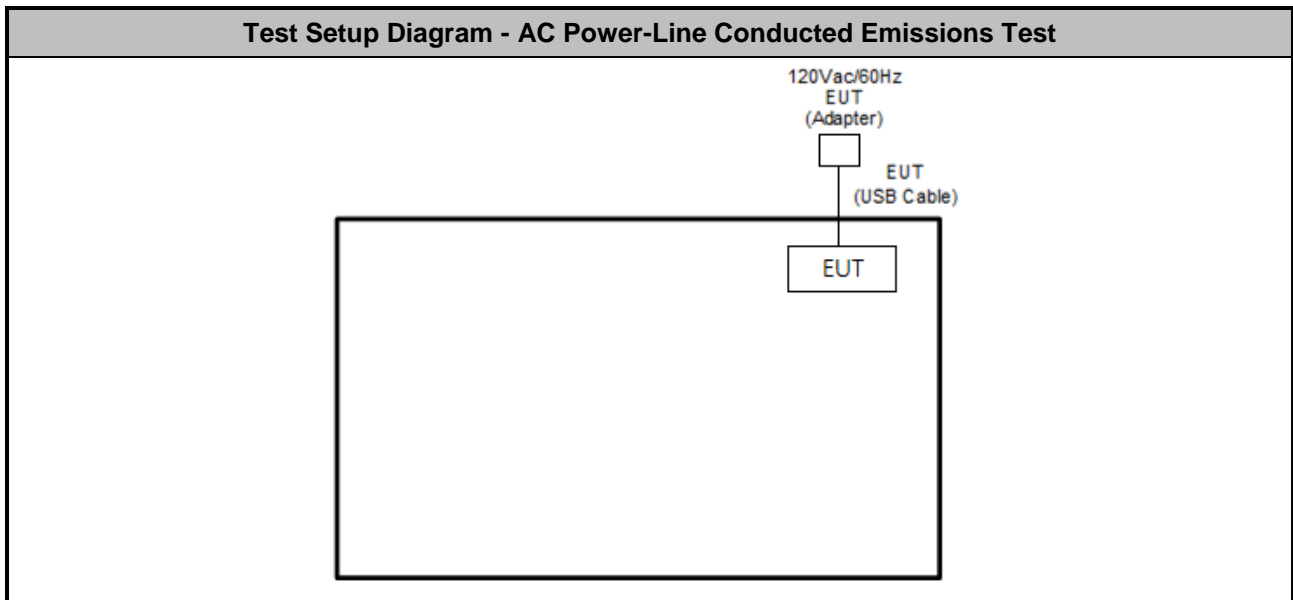 Test Setup Diagram - AC Power-Line Conducted Emissions Test
120Vac/60Hz
EUT
(Adapter)
EUT
(USB Cable)
EUT